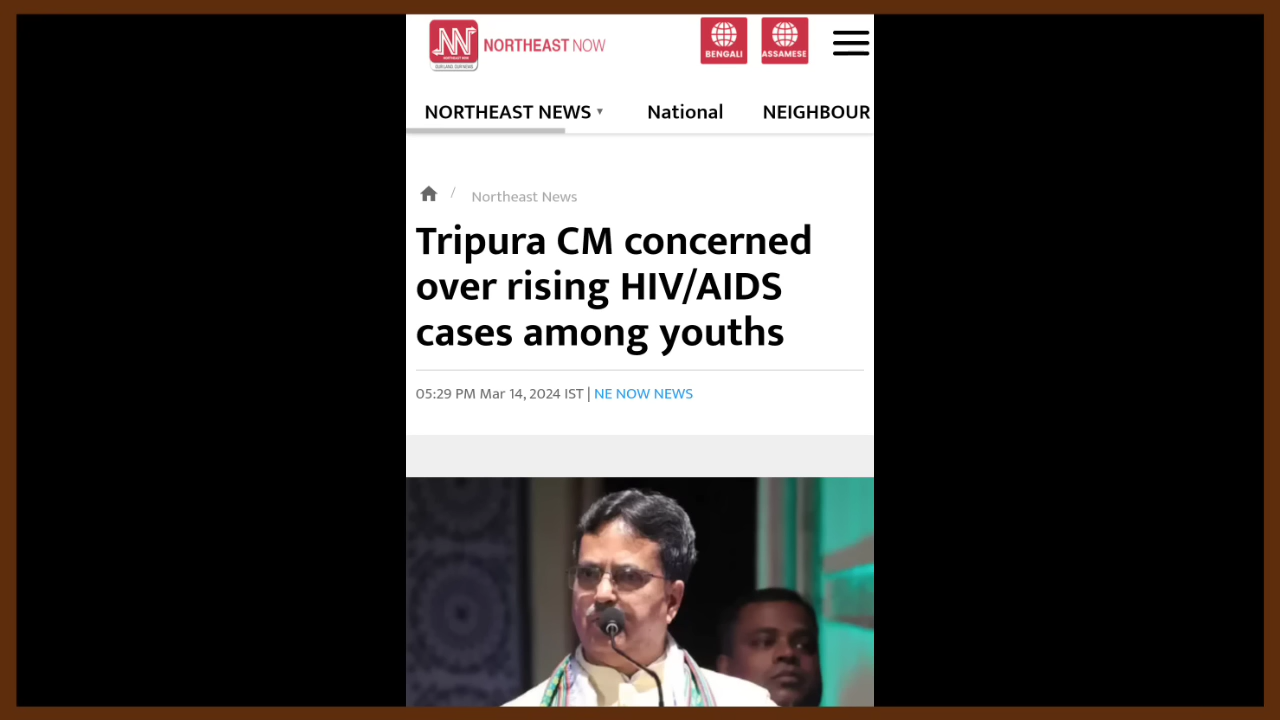 NORTHEAST NOW
BENGALI
ASSAMESE
NORTHEAST NEWS ▾
National
NEIGHBOUR
/ Northeast News
Tripura CM concerned
over rising HIV/AIDS
cases among youths
05:29 PM Mar 14, 2024 IST | NE NOW NEWS